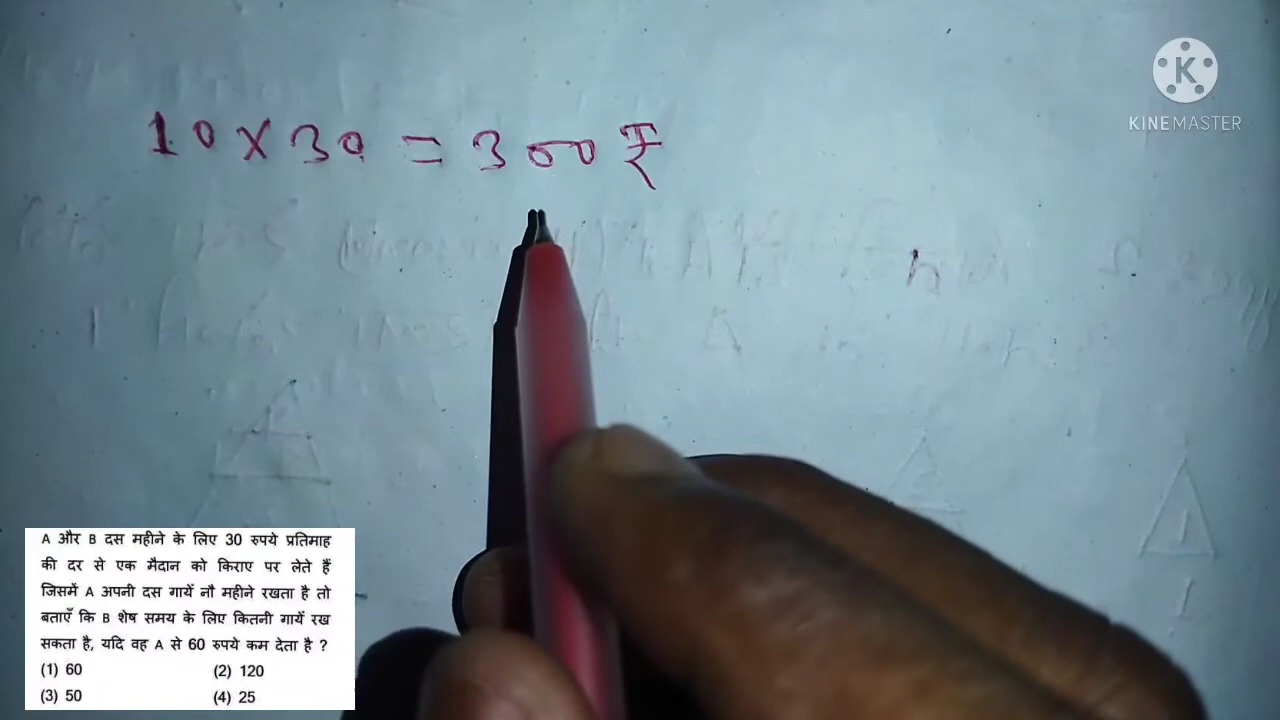 10 X 30 = 300 ₹
K
KINEMASTER
A और B दस महीने के लिए 30 रुपये प्रतिमाह
की दर से एक मैदान को किराए पर लेते हैं
जिसमें A अपनी दस गायें नौ महीने रखता है तो
बताएँ कि B शेष समय के लिए कितनी गायें रख
सकता है, यदि वह A से 60 रुपये कम देता है ?
(1) 60 (2) 120
(3) 50 (4) 25